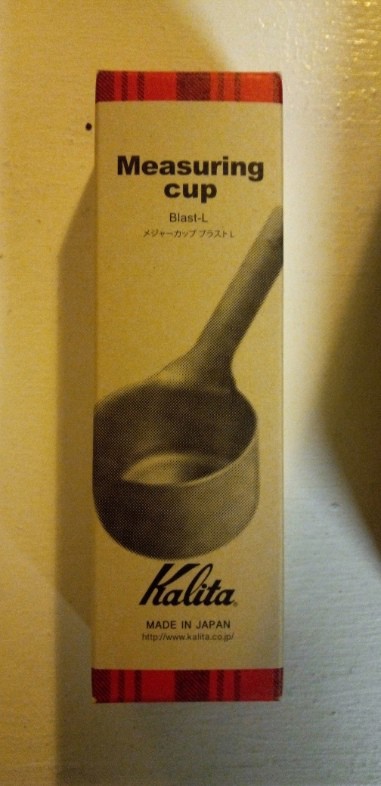 Measuring
cup
Blast-L
メジャーカップ ブラスト L
Kalita
MADE IN JAPAN
http://www.kalita.co.jp/